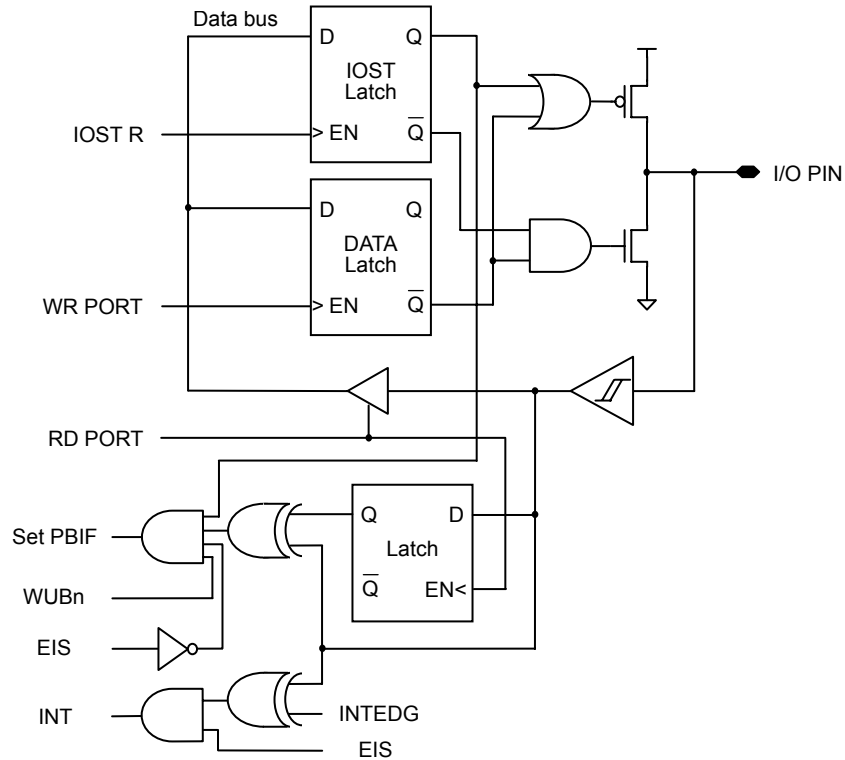 Data bus
D Q
IOST
Latch
IOST R
> EN Q
I/O PIN
D Q
DATA
Latch
WR PORT
> EN Q
RD PORT
Q D
Set PBIF
Latch
WUBn
Q EN<
EIS
INT
INTEDG
EIS